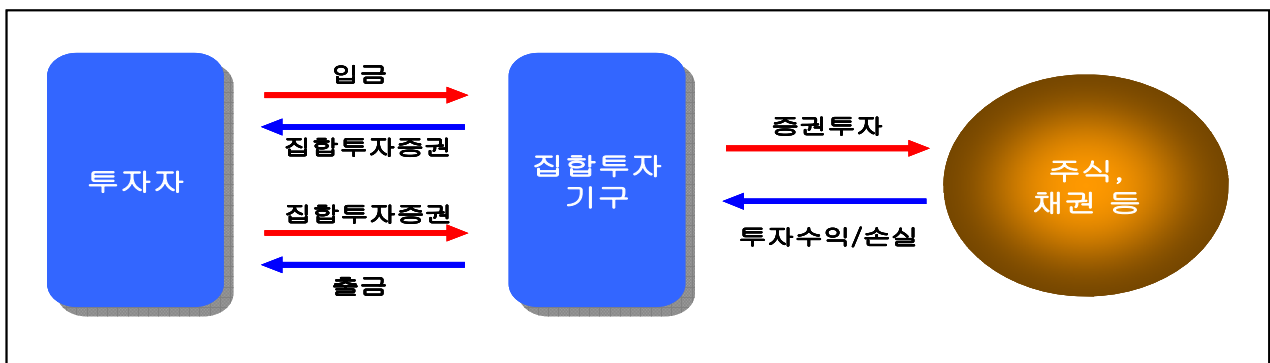 투자자
입금
집합투자증권
집합투자증권
출금
집합투자
기구
증권투자
투자수익/손실
주식,
채권 등